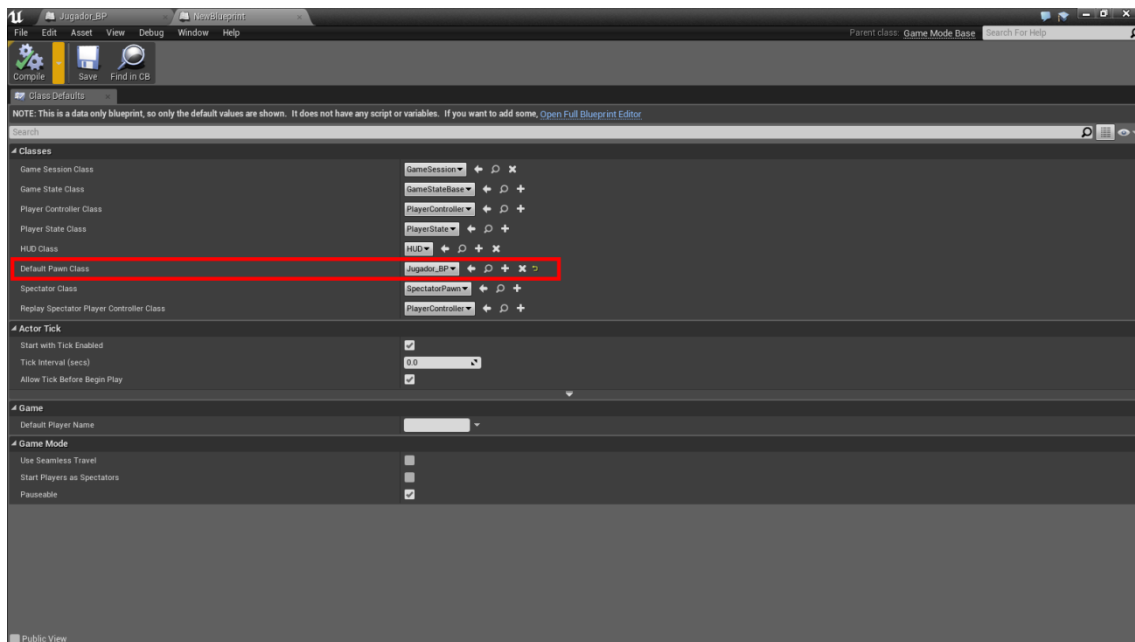 Jugador_BP NewBlueprint
File Edit Asset View Debug Window Help Parent class: Game Mode Base Search For Help
Compile Save Find in CB
Class Defaults
NOTE: This is a data only blueprint, so only the default values are shown. It does not have any script or variables. If you want to add some, Open Full Blueprint Editor
Search
Classes
Game Session Class GameSession
Game State Class GameStateBase
Player Controller Class PlayerController
Player State Class PlayerState
HUD Class HUD
Default Pawn Class Jugador_BP
Spectator Class SpectatorPawn
Replay Spectator Player Controller Class PlayerController
Actor Tick
Start with Tick Enabled
Tick Interval (secs) 0.0
Allow Tick Before Begin Play
Game
Default Player Name
Game Mode
Use Seamless Travel
Start Players as Spectators
Pauseable
Public View